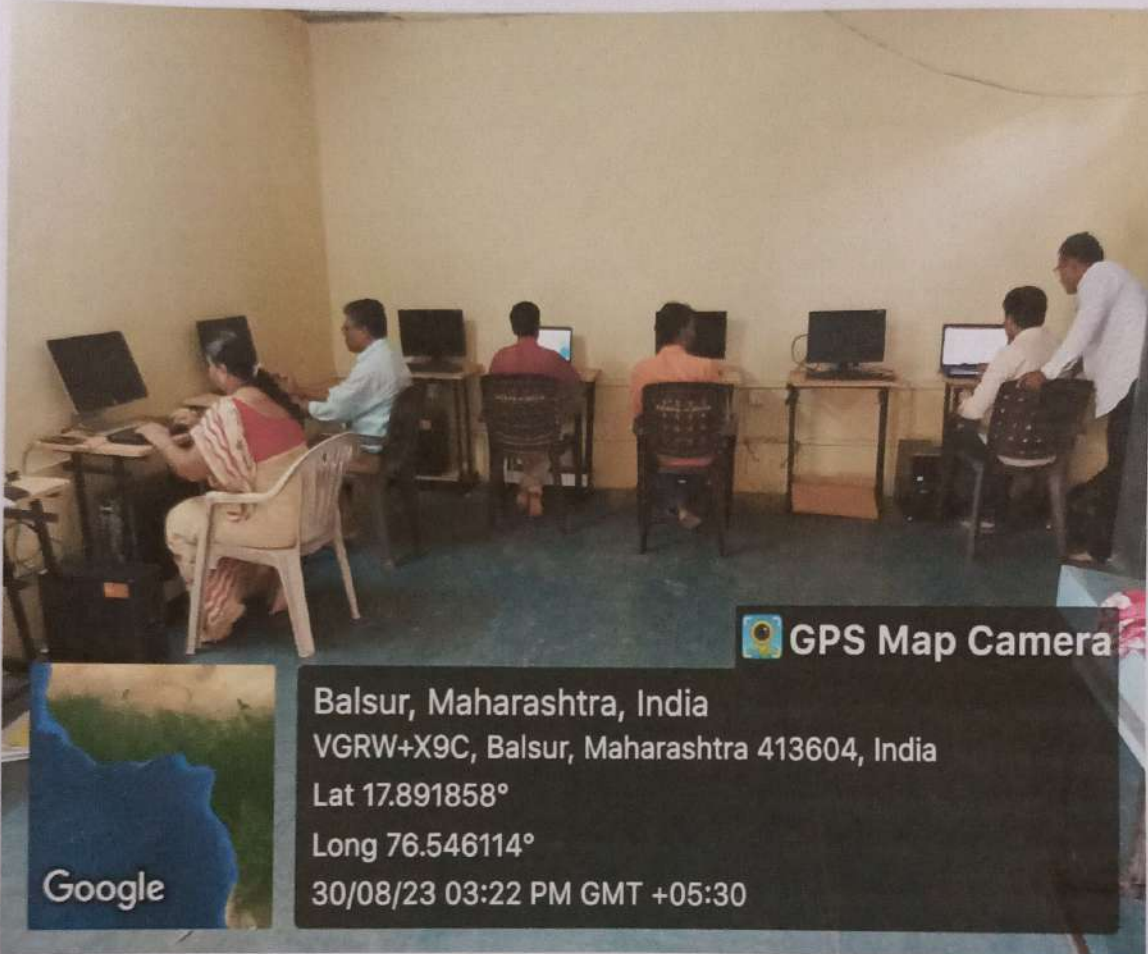 GPS Map Camera
Balsur, Maharashtra, India
VGRW+X9C, Balsur, Maharashtra 413604, India
Lat 17.891858°
Long 76.546114°
30/08/23 03:22 PM GMT +05:30
Google